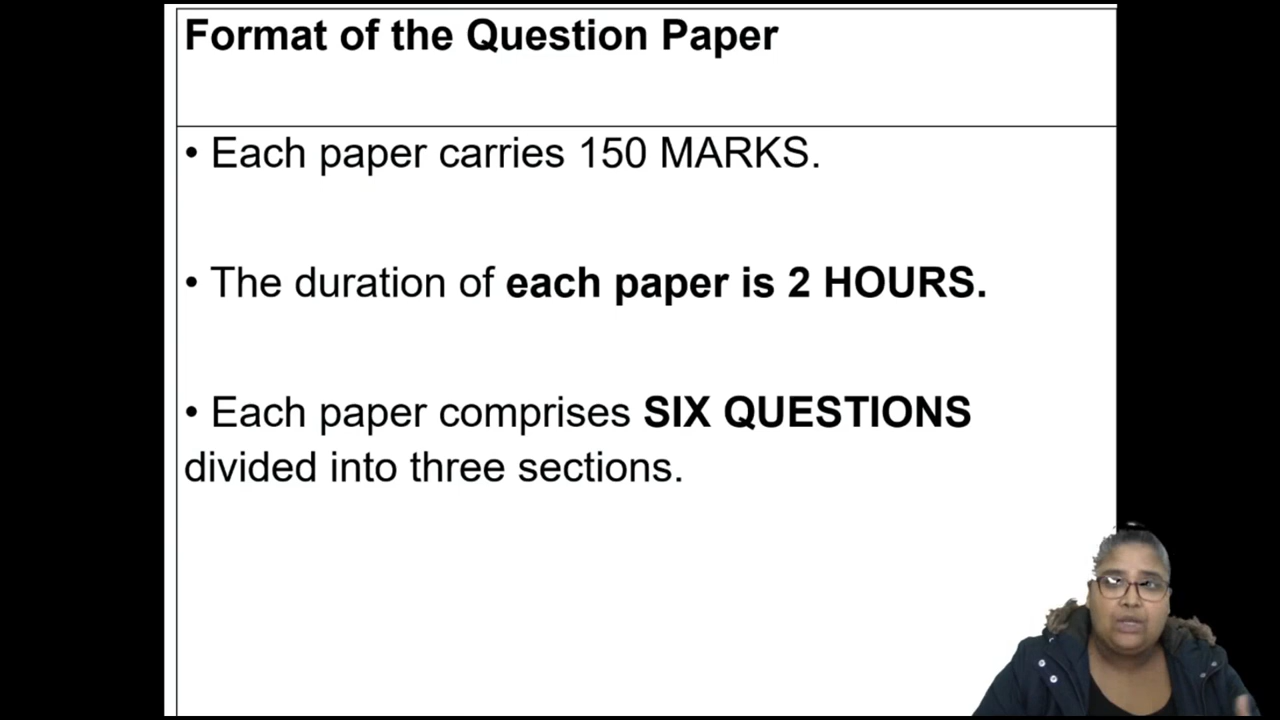 Format of the Question Paper
• Each paper carries 150 MARKS.
• The duration of each paper is 2 HOURS.
• Each paper comprises SIX QUESTIONS
divided into three sections.